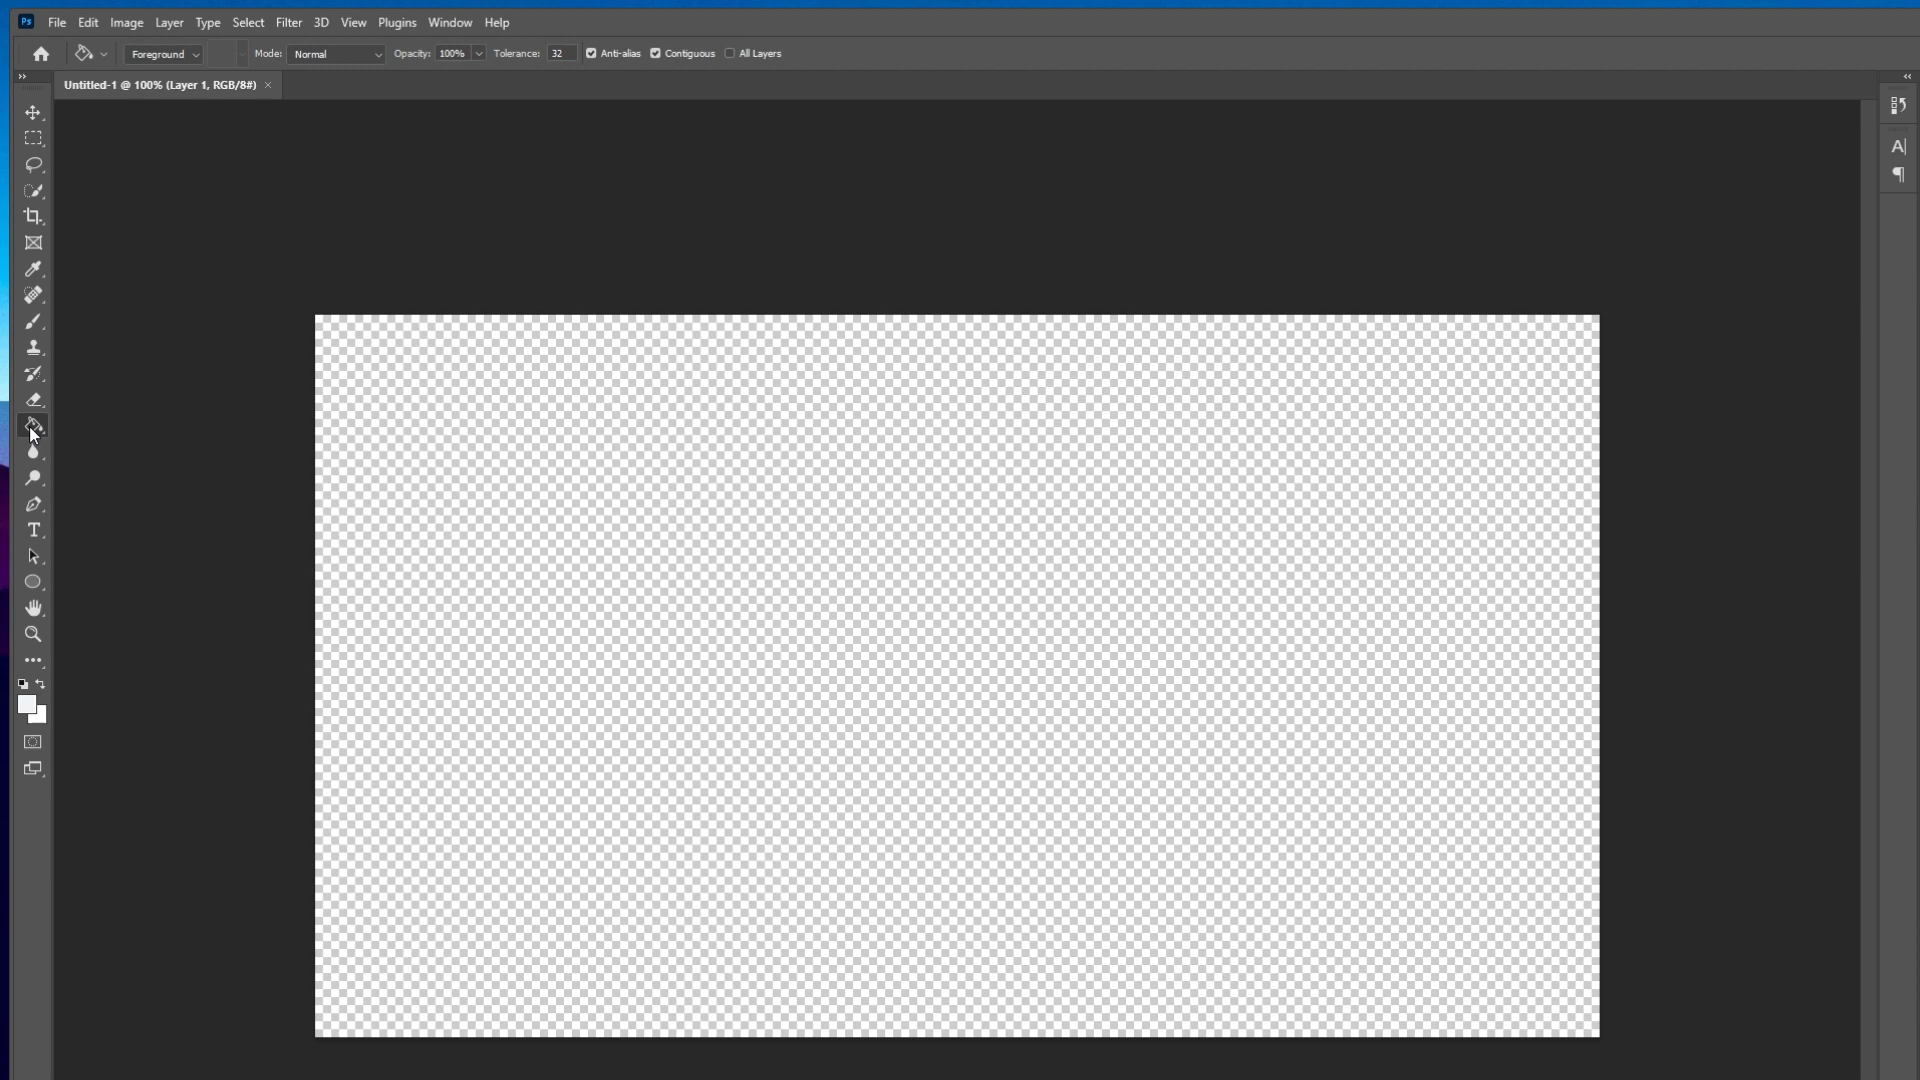 Ps File Edit Image Layer Type Select Filter 3D View Plugins Window Help
Foreground Mode: Normal Opacity: 100% Tolerance: 32 Anti-alias Contiguous All Layers
Untitled-1 @ 100% (Layer 1, RGB/8#) ×